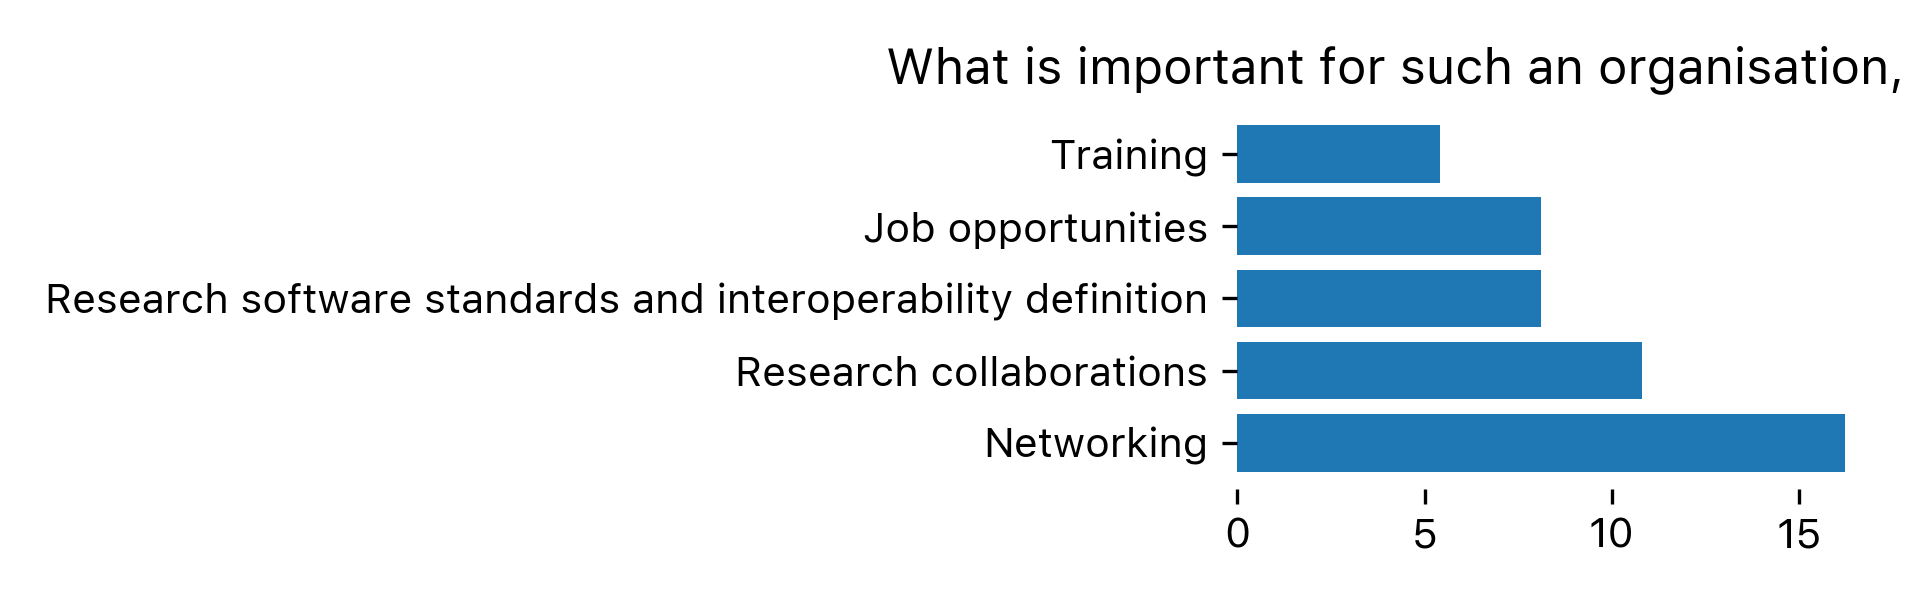 What is important for such an organisation,
Training
Job opportunities
Research software standards and interoperability definition
Research collaborations
Networking
0 5 10 15